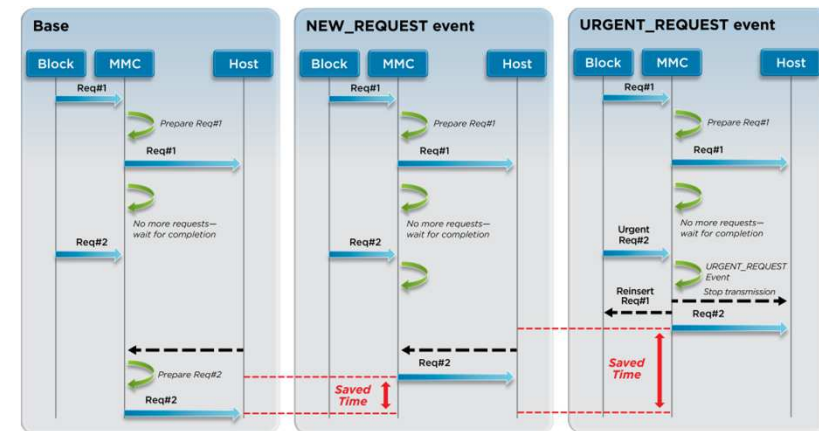 Base
Block MMC Host
Req#1
Prepare Req#1
Req#1
No more requests—
wait for completion
Req#2
Prepare Req#2
Req#2
NEW_REQUEST event
Block MMC Host
Req#1
Prepare Req#1
Req#1
No more requests—
wait for completion
Req#2
Req#2
Saved
Time
URGENT_REQUEST event
Block MMC Host
Req#1
Prepare Req#1
Req#1
No more requests—
wait for completion
Urgent
Req#2
URGENT_REQUEST
Event
Reinsert
Req#1
Stop transmission
Req#2
Saved
Time